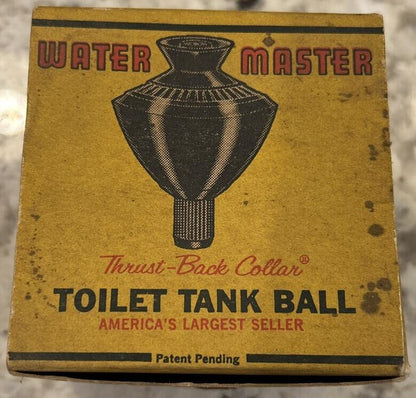 WATER MASTER
Thrust-Back Collar®
TOILET TANK BALL
AMERICA'S LARGEST SELLER
Patent Pending